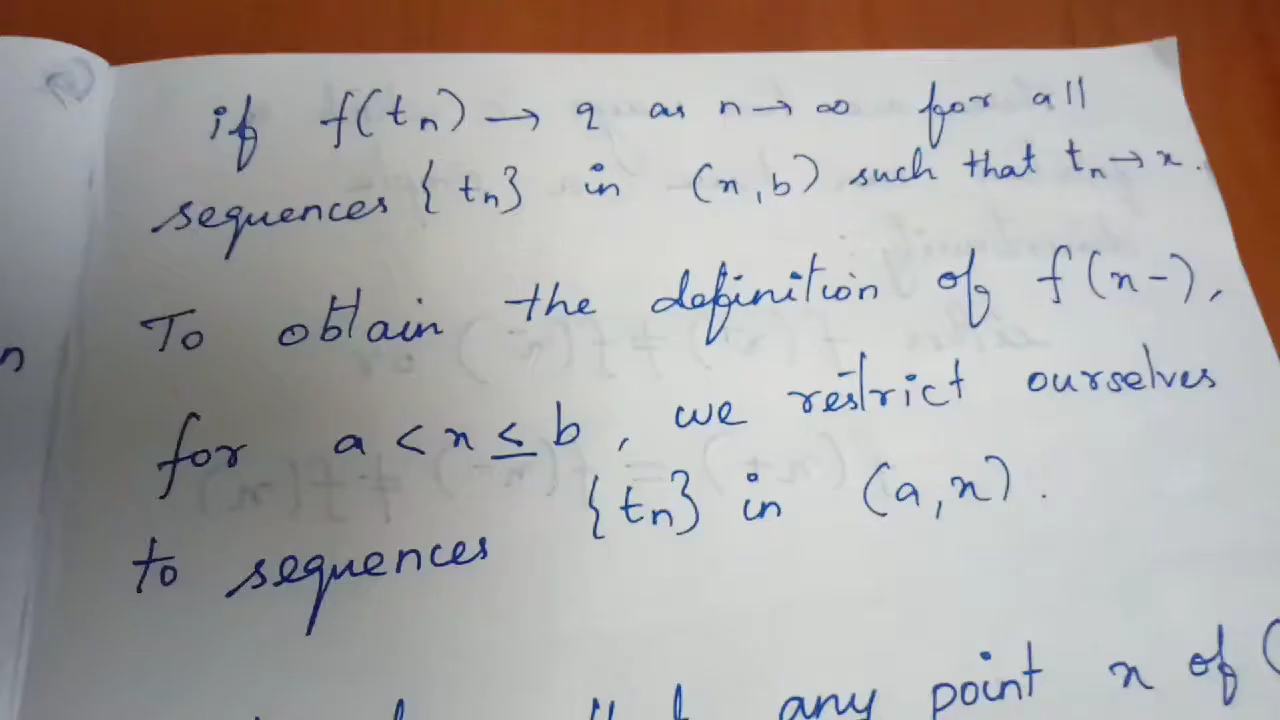 if f(tn) → q as n → ∞ for all
sequences {tn} in (x, b) such that tn → x.
To obtain the definition of f(x-),
for a < x ≤ b, we restrict ourselves
to sequences {tn} in (a, x).
any point x of (
n